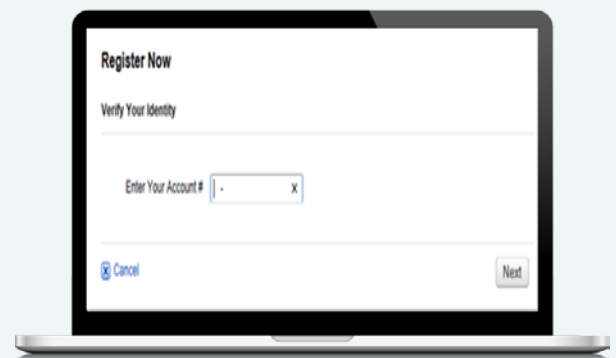 Register Now
Verify Your Identity
Enter Your Account # | - X
x Cancel
Next